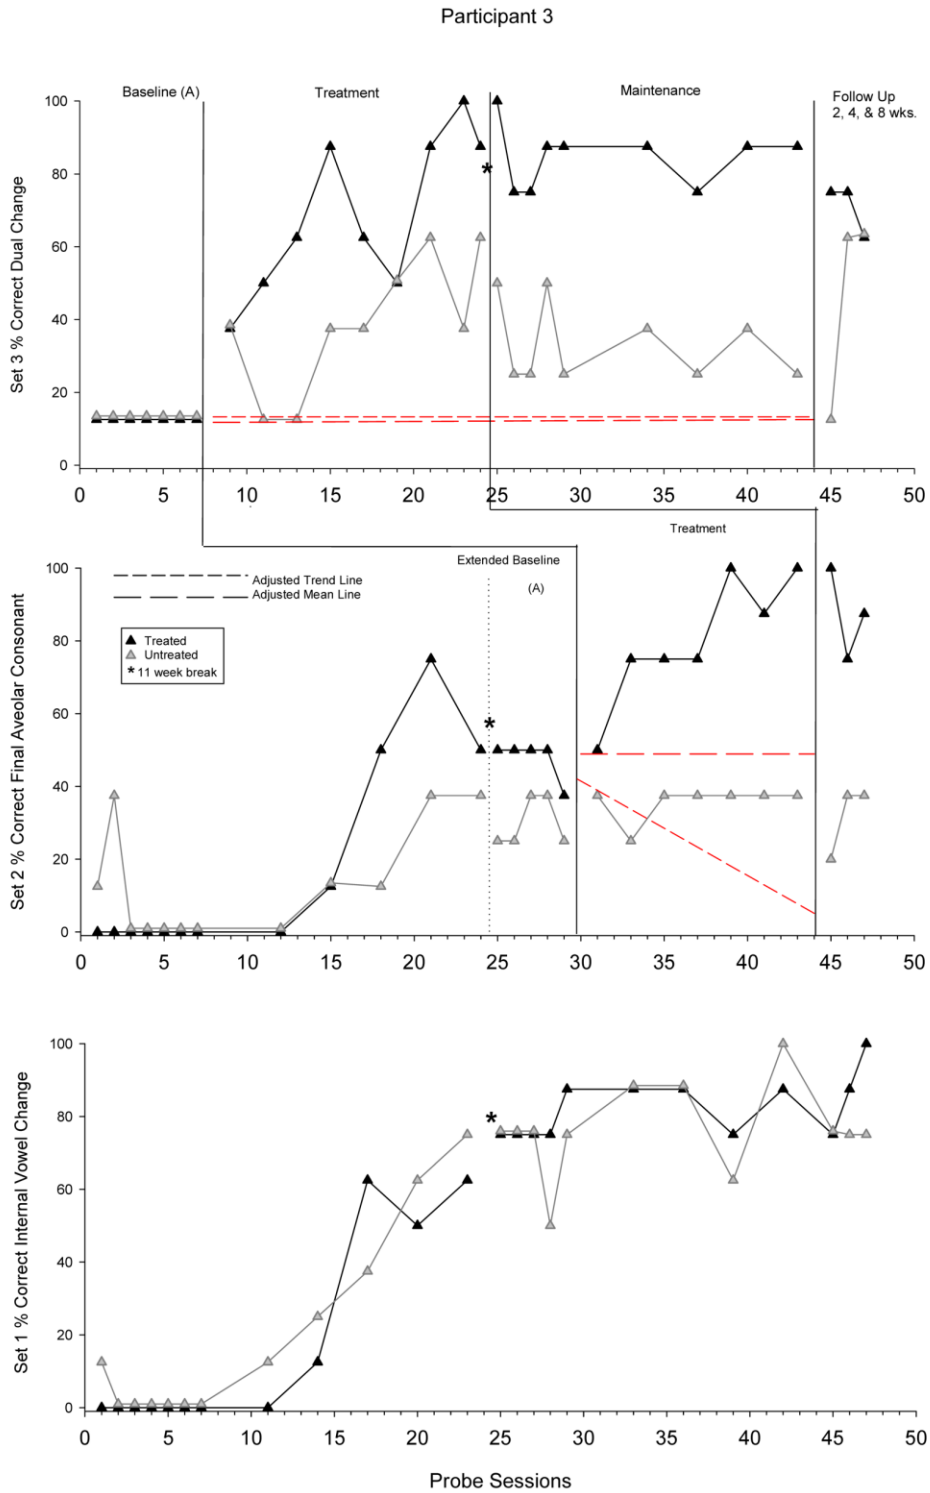 Participant 3
Baseline (A)
Treatment
Maintenance
Follow Up
2, 4, & 8 wks.
Set 3 % Correct Dual Change
100
80
60
40
20
0
*
0 5 10 15 20 25 30 35 40 45 50
Treatment
Extended Baseline
(A)
Set 2 % Correct Final Aveolar Consonant
100
80
60
40
20
0
Adjusted Trend Line
Adjusted Mean Line
Treated
Untreated
* 11 week break
*
0 5 10 15 20 25 30 35 40 45 50
Set 1 % Correct Internal Vowel Change
100
80
60
40
20
0
*
0 5 10 15 20 25 30 35 40 45 50
Probe Sessions